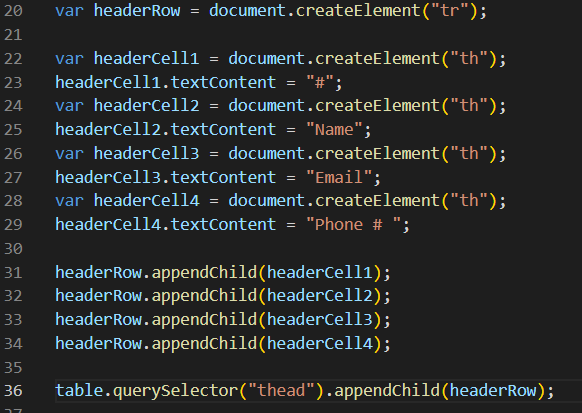 20 var headerRow = document.createElement("tr");
21
22 var headerCell1 = document.createElement("th");
23 headerCell1.textContent = "#";
24 var headerCell2 = document.createElement("th");
25 headerCell2.textContent = "Name";
26 var headerCell3 = document.createElement("th");
27 headerCell3.textContent = "Email";
28 var headerCell4 = document.createElement("th");
29 headerCell4.textContent = "Phone # ";
30
31 headerRow.appendChild(headerCell1);
32 headerRow.appendChild(headerCell2);
33 headerRow.appendChild(headerCell3);
34 headerRow.appendChild(headerCell4);
35
36 table.querySelector("thead").appendChild(headerRow);
37